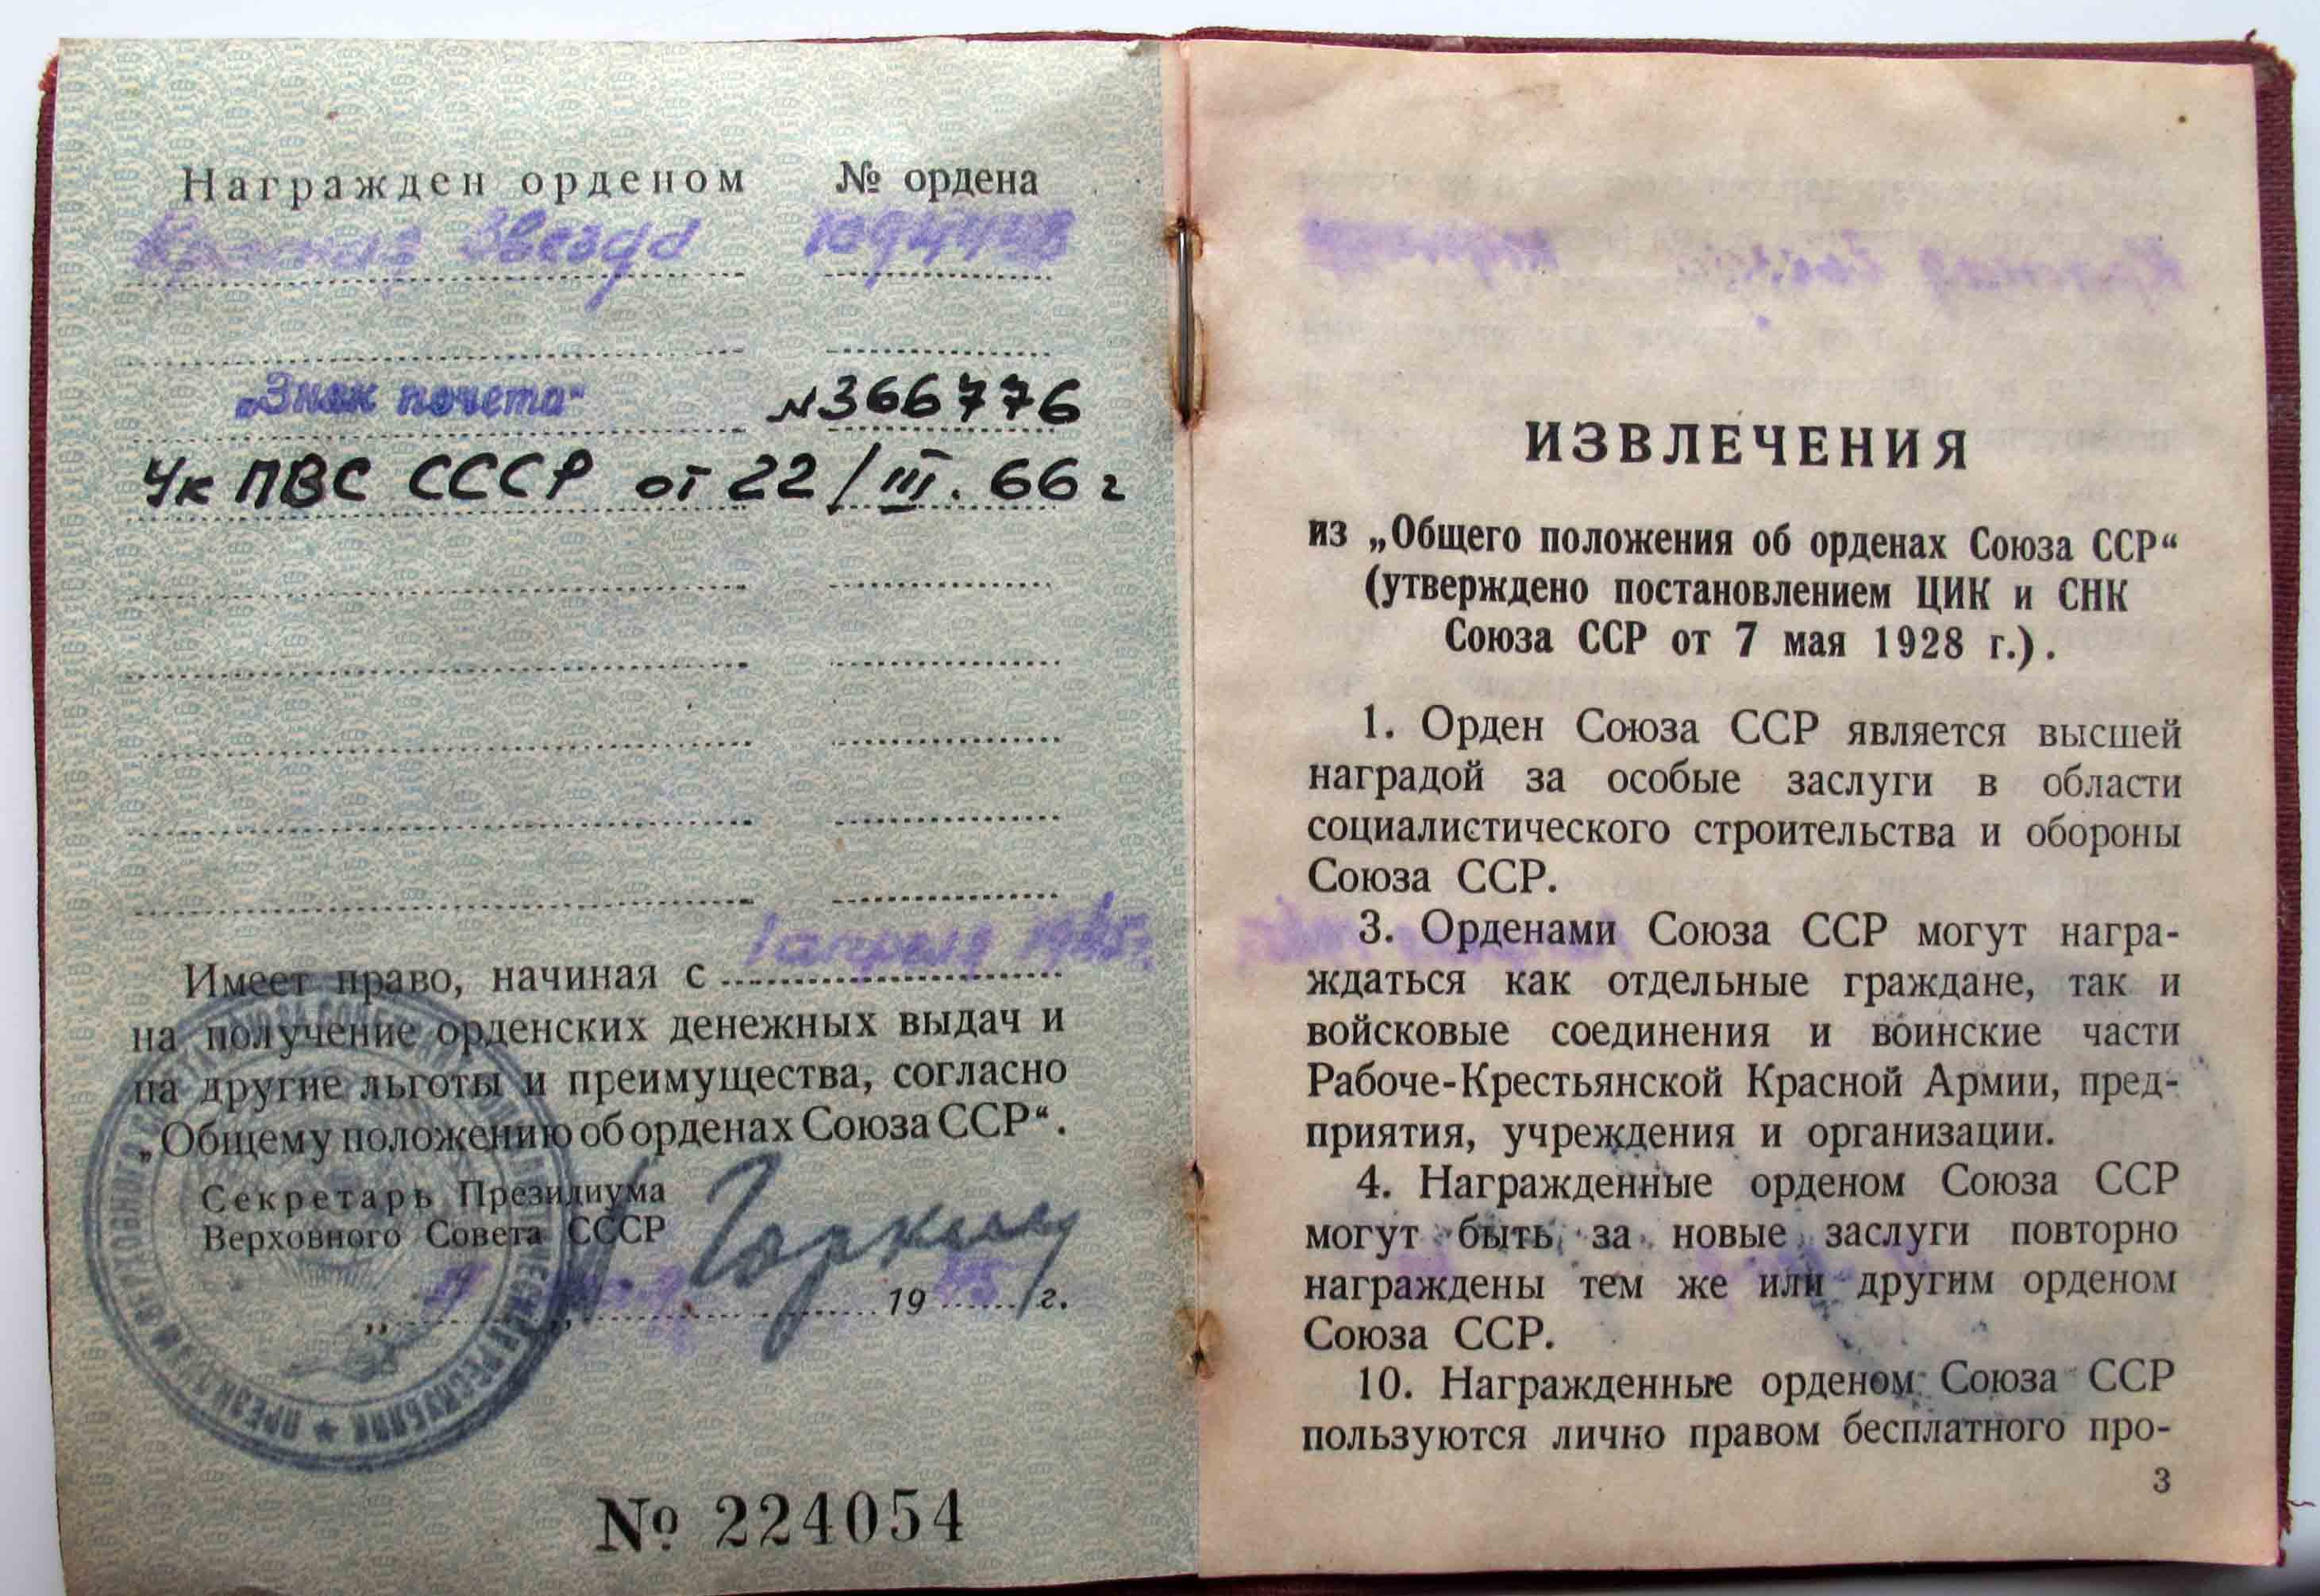 Награжден орденом № ордена
Красная Звезда
„Знак почета“ №366776
Ук ПВС СССР от 22/III. 66 г
Имеет право, начиная с 1 апреля 1945г.
на получение орденских денежных выдач и
на другие льготы и преимущества, согласно
„Общему положению об орденах Союза ССР“.
Секретарь Президиума
Верховного Совета СССР Горкин
19 45 г.
№ 224054
ИЗВЛЕЧЕНИЯ
из „Общего положения об орденах Союза ССР“
(утверждено постановлением ЦИК и СНК
Союза ССР от 7 мая 1928 г.).
1. Орден Союза ССР является высшей
наградой за особые заслуги в области
социалистического строительства и обороны
Союза ССР.
3. Орденами Союза ССР могут награ-
ждаться как отдельные граждане, так и
войсковые соединения и воинские части
Рабоче-Крестьянской Красной Армии, пред-
приятия, учреждения и организации.
4. Награжденные орденом Союза ССР
могут быть за новые заслуги повторно
награждены тем же или другим орденом
Союза ССР.
10. Награжденные орденом Союза ССР
пользуются лично правом бесплатного про-
3